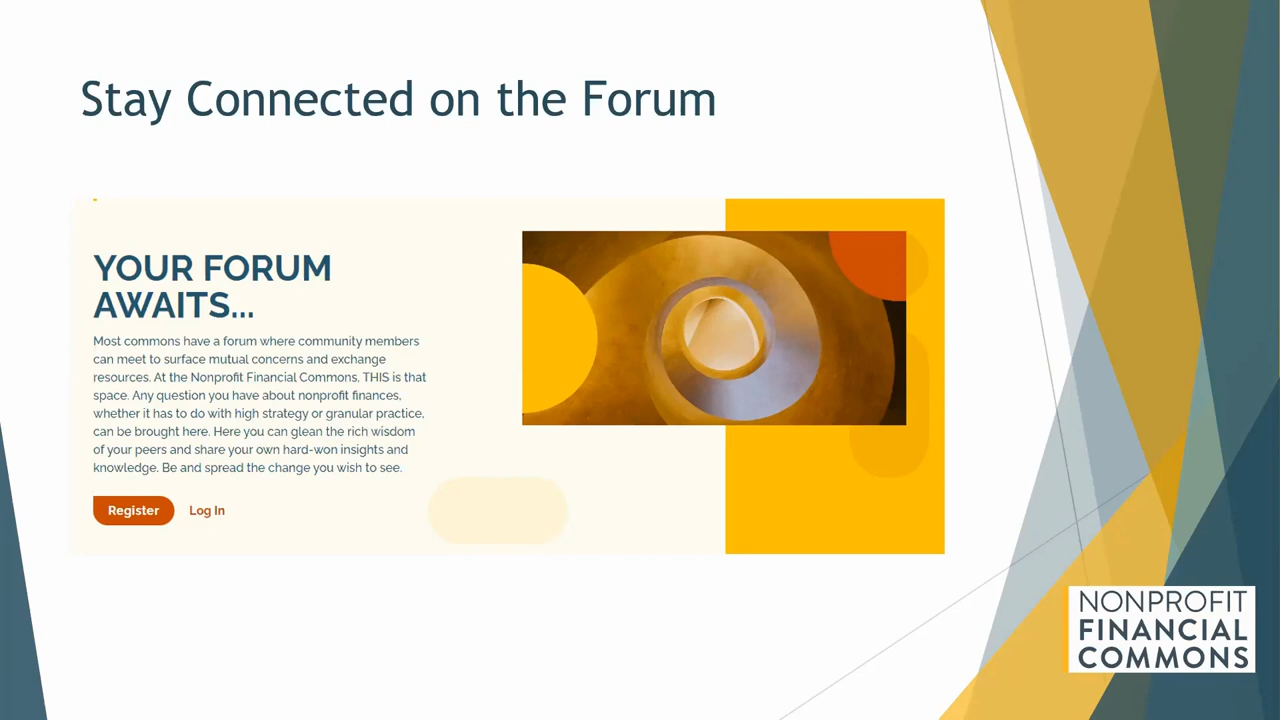 Stay Connected on the Forum
YOUR FORUM
AWAITS...
Most commons have a forum where community members
can meet to surface mutual concerns and exchange
resources. At the Nonprofit Financial Commons, THIS is that
space. Any question you have about nonprofit finances,
whether it has to do with high strategy or granular practice,
can be brought here. Here you can glean the rich wisdom
of your peers and share your own hard-won insights and
knowledge. Be and spread the change you wish to see.
Register Log In
NONPROFIT
FINANCIAL
COMMONS